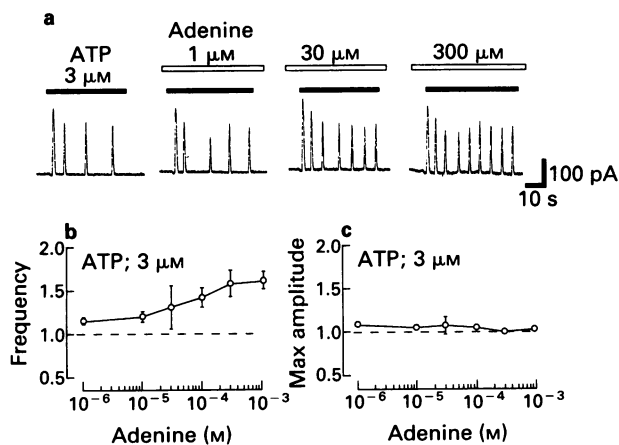 a
Adenine
ATP
3 μM
1 μM
30 μM
300 μM
100 pA
10 s
b
ATP; 3 μM
Frequency
2.0
1.5
1.0
0.5
10⁻⁶
10⁻⁵
10⁻⁴
10⁻³
Adenine (M)
c
ATP; 3 μM
Max amplitude
2.0
1.5
1.0
0.5
10⁻⁶
10⁻⁵
10⁻⁴
10⁻³
Adenine (M)